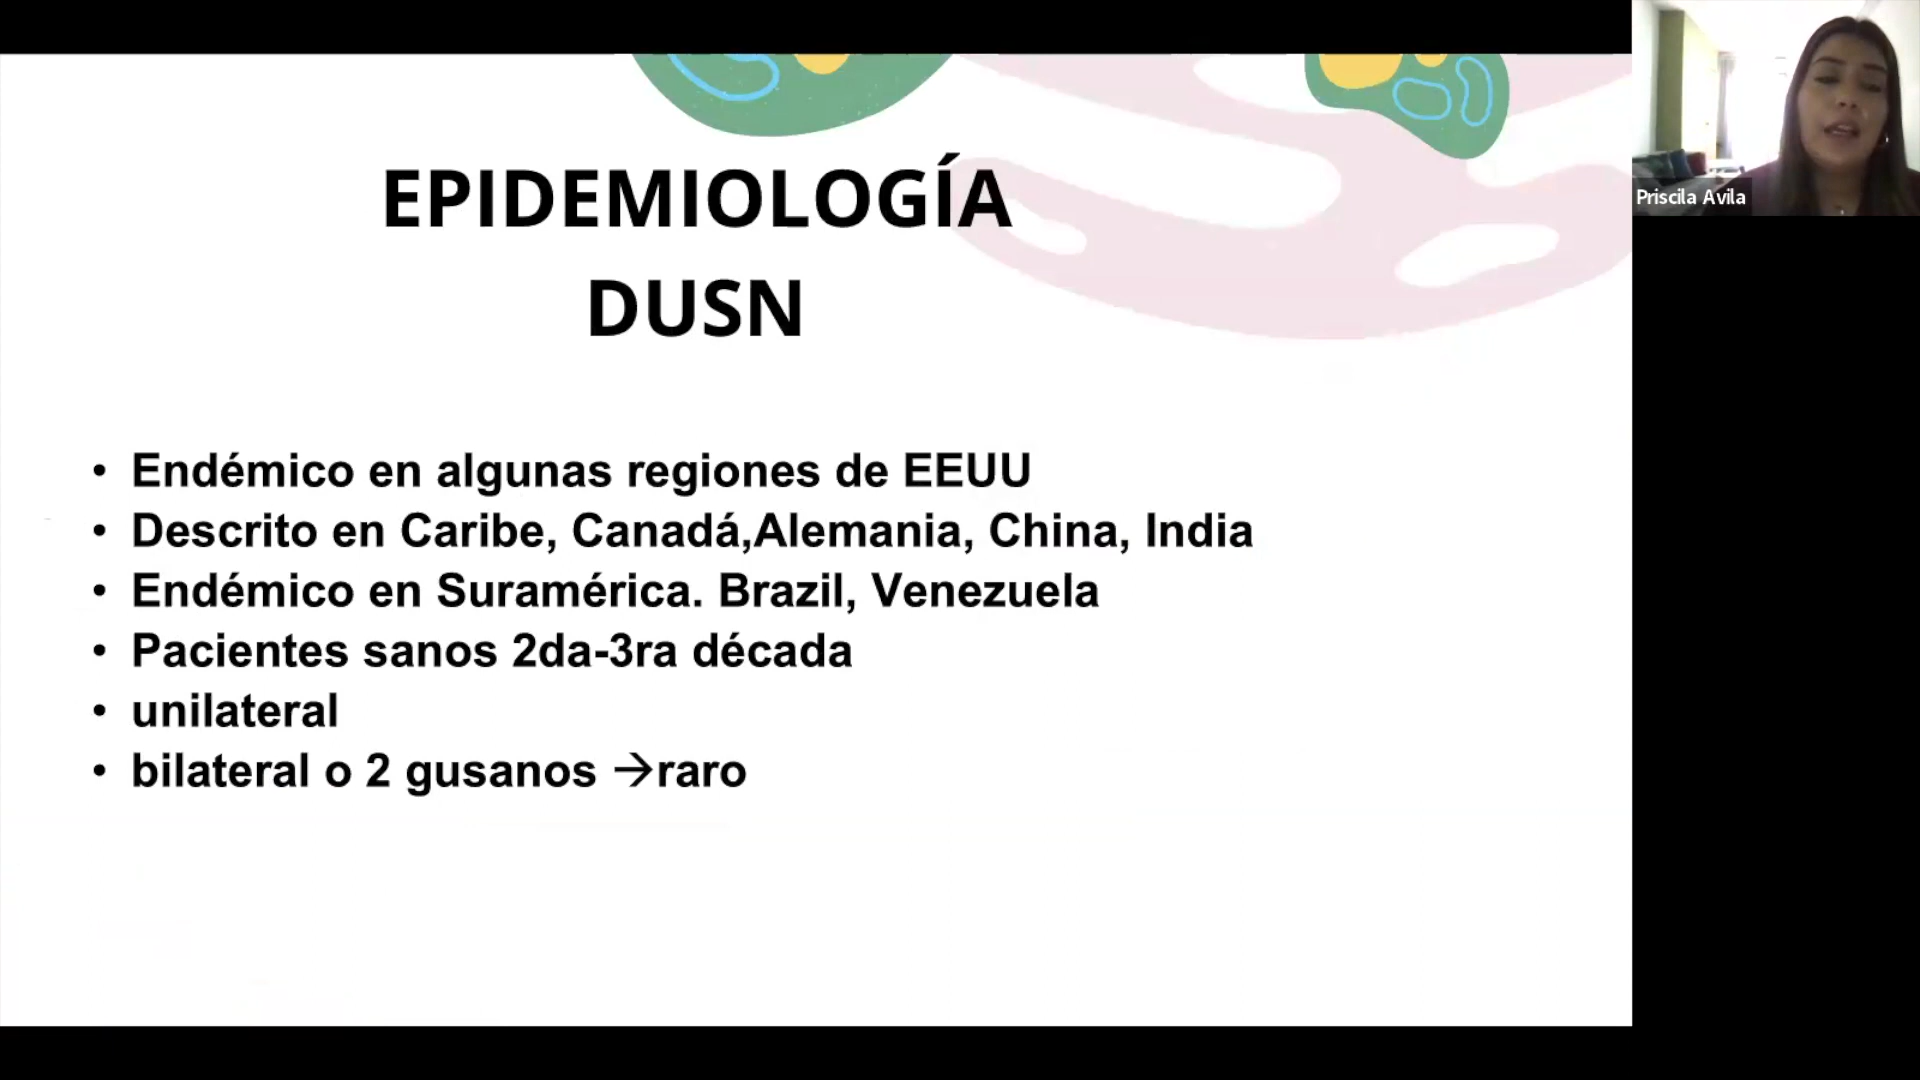 EPIDEMIOLOGÍA
DUSN
• Endémico en algunas regiones de EEUU
• Descrito en Caribe, Canadá,Alemania, China, India
• Endémico en Suramérica. Brazil, Venezuela
• Pacientes sanos 2da-3ra década
• unilateral
• bilateral o 2 gusanos →raro
Priscila Avila